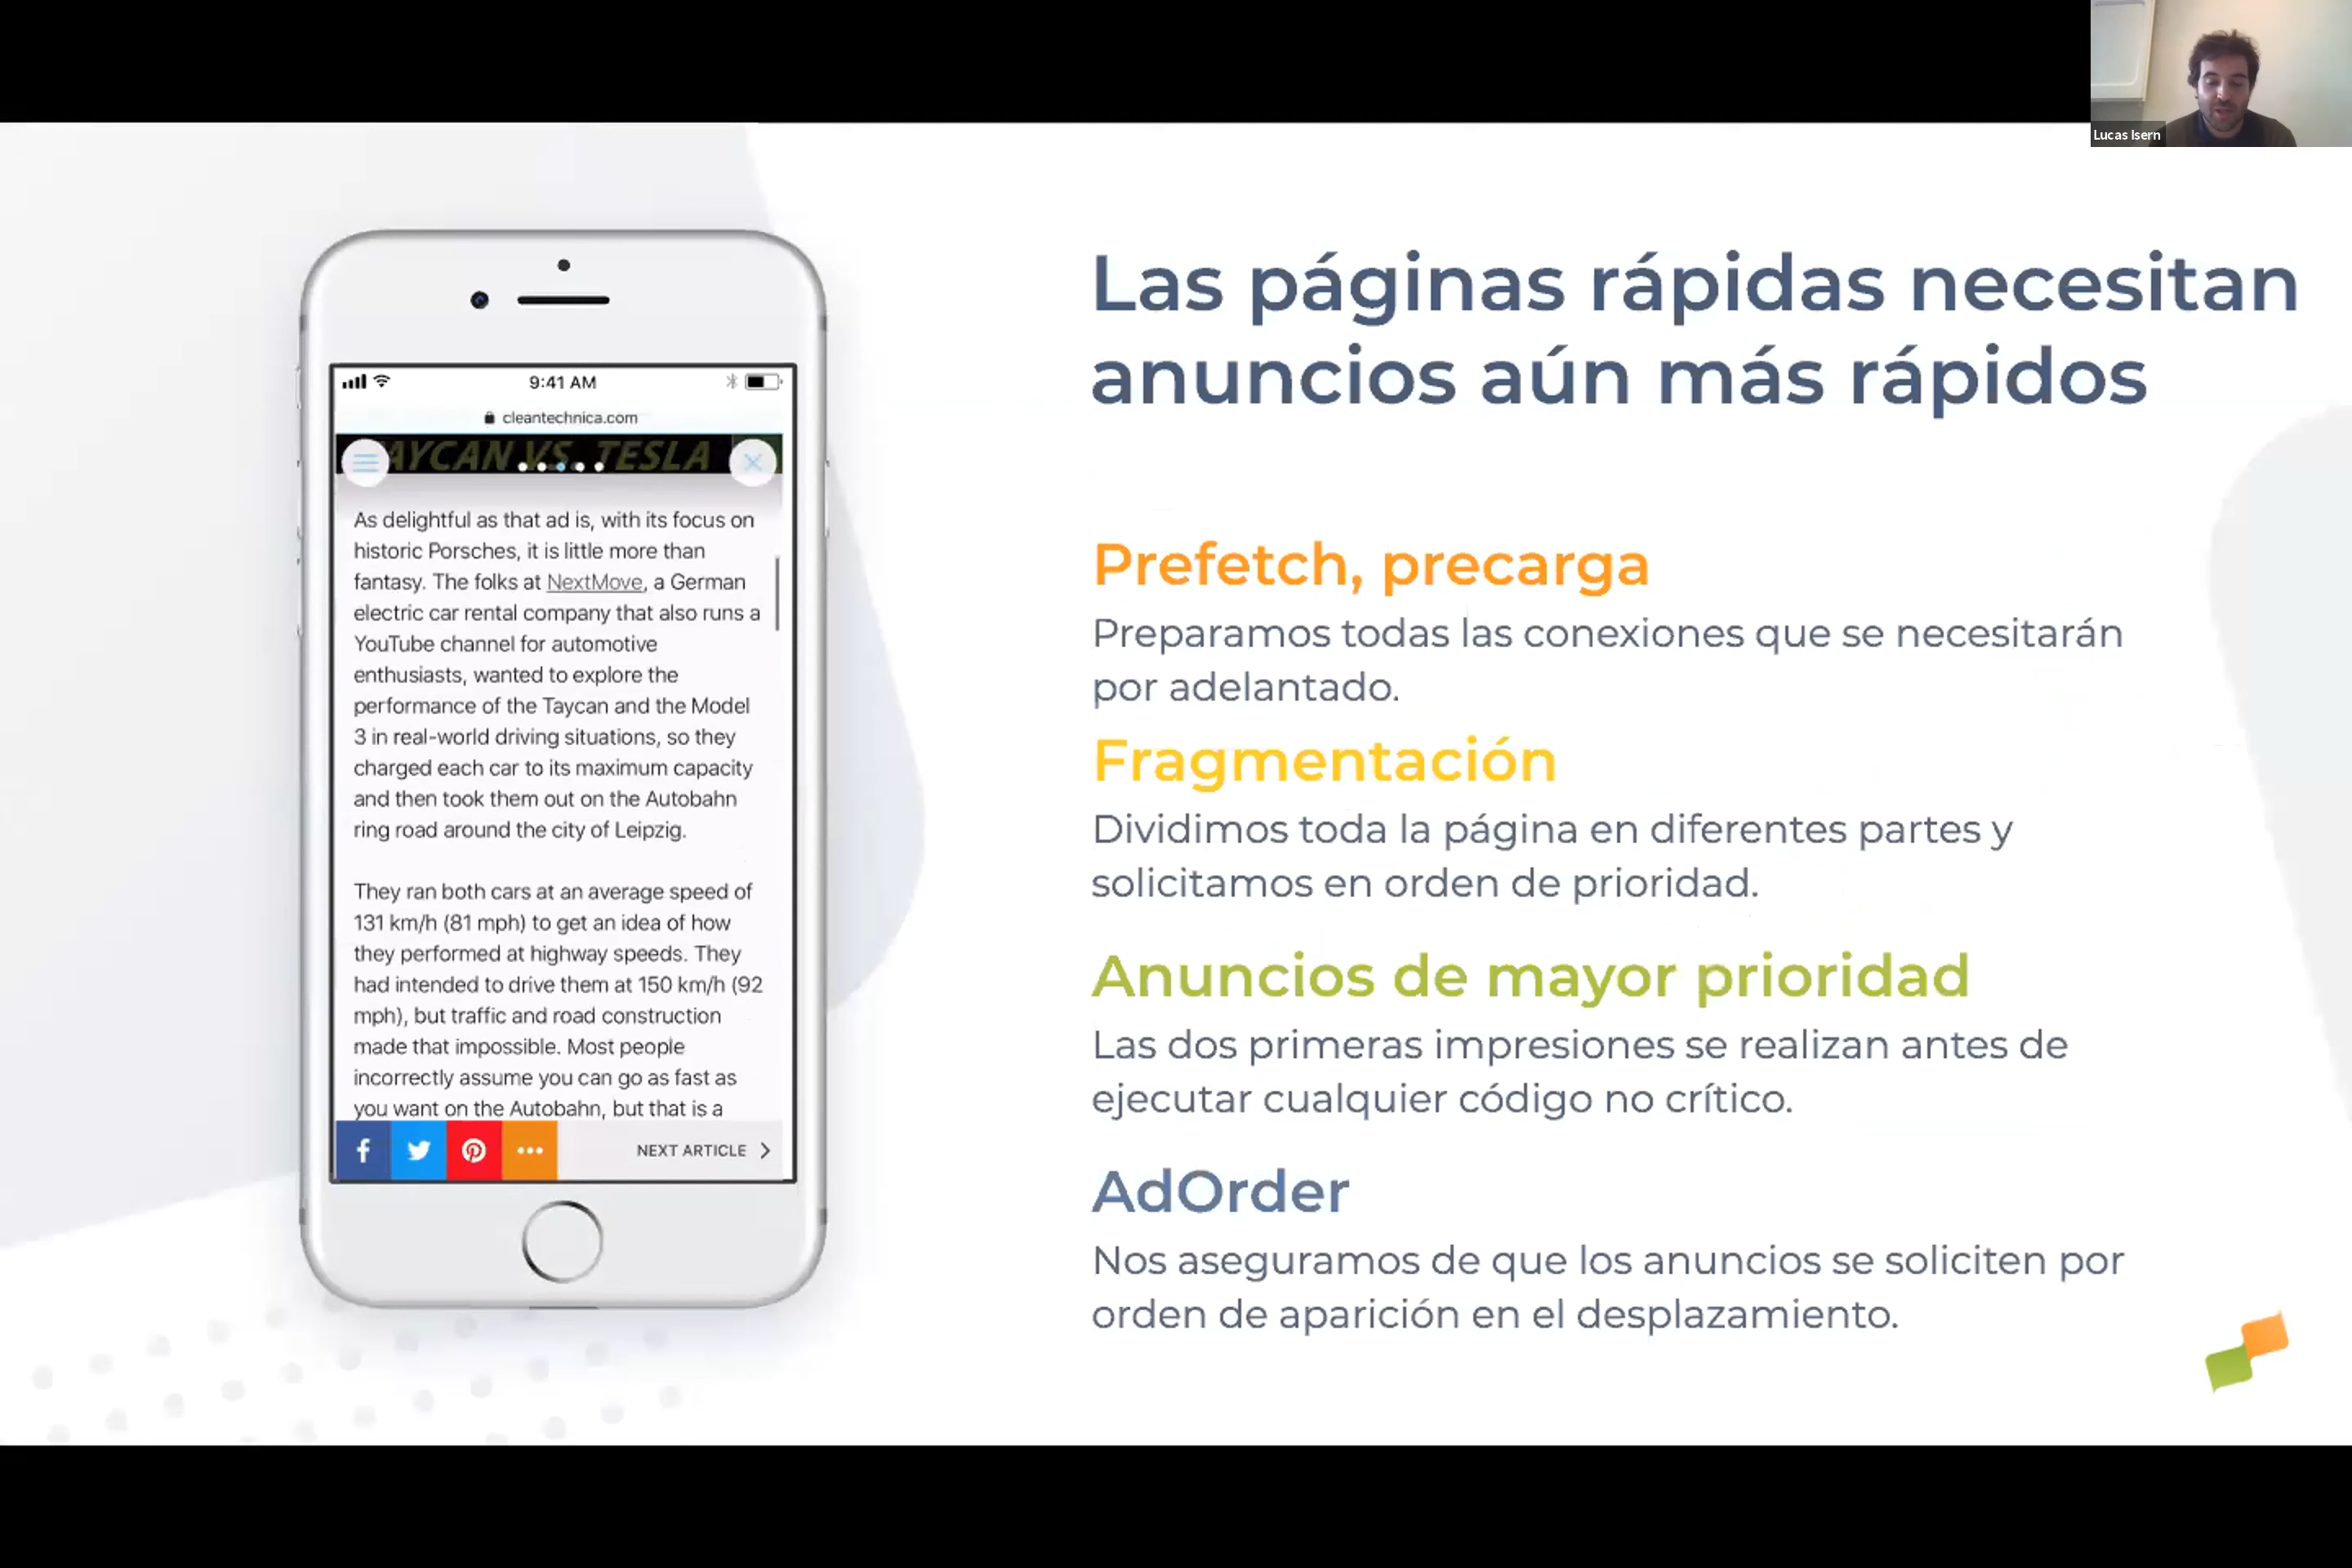 Lucas Isern
9:41 AM
cleantechnica.com
AYCAN VS. TESLA
As delightful as that ad is, with its focus on
historic Porsches, it is little more than
fantasy. The folks at NextMove, a German
electric car rental company that also runs a
YouTube channel for automotive
enthusiasts, wanted to explore the
performance of the Taycan and the Model
3 in real-world driving situations, so they
charged each car to its maximum capacity
and then took them out on the Autobahn
ring road around the city of Leipzig.
They ran both cars at an average speed of
131 km/h (81 mph) to get an idea of how
they performed at highway speeds. They
had intended to drive them at 150 km/h (92
mph), but traffic and road construction
made that impossible. Most people
incorrectly assume you can go as fast as
you want on the Autobahn, but that is a
NEXT ARTICLE
Las páginas rápidas necesitan
anuncios aún más rápidos
Prefetch, precarga
Preparamos todas las conexiones que se necesitarán
por adelantado.
Fragmentación
Dividimos toda la página en diferentes partes y
solicitamos en orden de prioridad.
Anuncios de mayor prioridad
Las dos primeras impresiones se realizan antes de
ejecutar cualquier código no crítico.
AdOrder
Nos aseguramos de que los anuncios se soliciten por
orden de aparición en el desplazamiento.